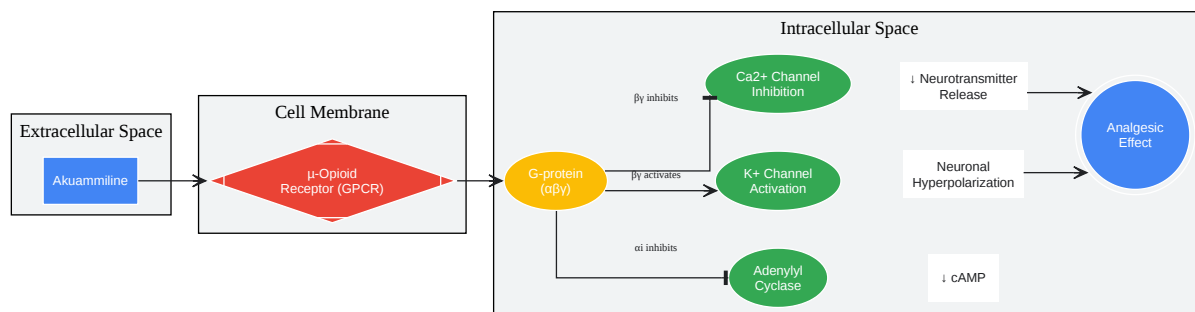 Intracellular Space
Extracellular Space
Akuammiline
Cell Membrane
μ-Opioid
Receptor (GPCR)
G-protein
(αβγ)
βγ inhibits
βγ activates
αi inhibits
Ca2+ Channel
Inhibition
K+ Channel
Activation
Adenylyl
Cyclase
↓ Neurotransmitter
Release
Neuronal
Hyperpolarization
↓ cAMP
Analgesic
Effect